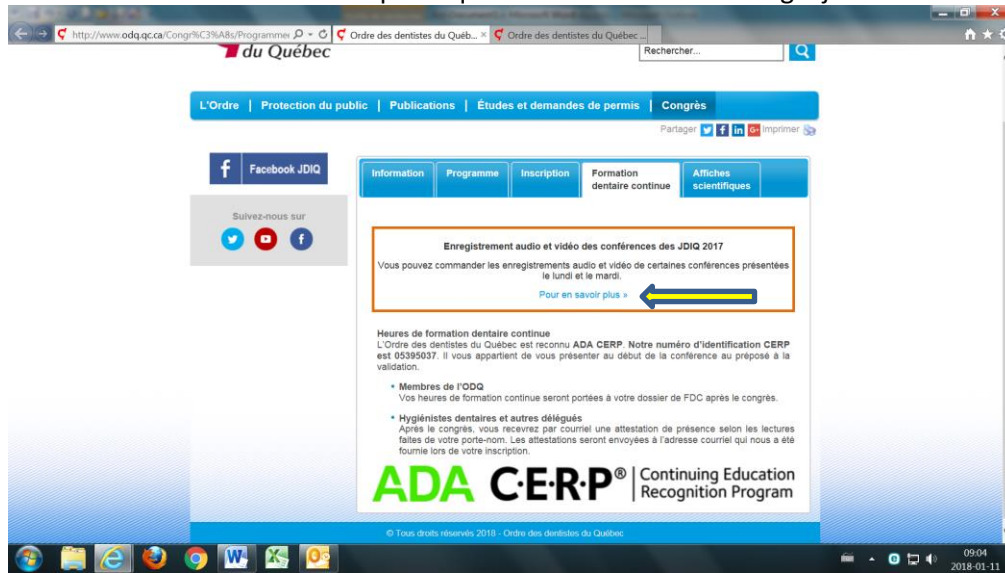 http://www.odq.qc.ca/Congr%C3%A8s/Programme
Ordre des dentistes du Québ...
Ordre des dentistes du Québec ...
du Québec
Rechercher...
L'Ordre | Protection du public | Publications | Études et demandes de permis | Congrès
Partager
Imprimer
Facebook JDIQ
Information
Programme
Inscription
Formation
dentaire continue
Affiches
scientifiques
Suivez-nous sur
Enregistrement audio et vidéo des conférences des JDIQ 2017
Vous pouvez commander les enregistrements audio et vidéo de certaines conférences présentées
le lundi et le mardi.
Pour en savoir plus »
Heures de formation dentaire continue
L'Ordre des dentistes du Québec est reconnu ADA CERP. Notre numéro d'identification CERP
est 05395037. Il vous appartient de vous présenter au début de la conférence au préposé à la
validation.
• Membres de l'ODQ
Vos heures de formation continue seront portées à votre dossier de FDC après le congrès.
• Hygiénistes dentaires et autres délégués
Après le congrès, vous recevrez par courriel une attestation de présence selon les lectures
faites de votre porte-nom. Les attestations seront envoyées à l'adresse courriel qui nous a été
fournie lors de votre inscription.
ADA C·E·R·P® | Continuing Education
Recognition Program
© Tous droits réservés 2018 - Ordre des dentistes du Québec
09:04
2018-01-11